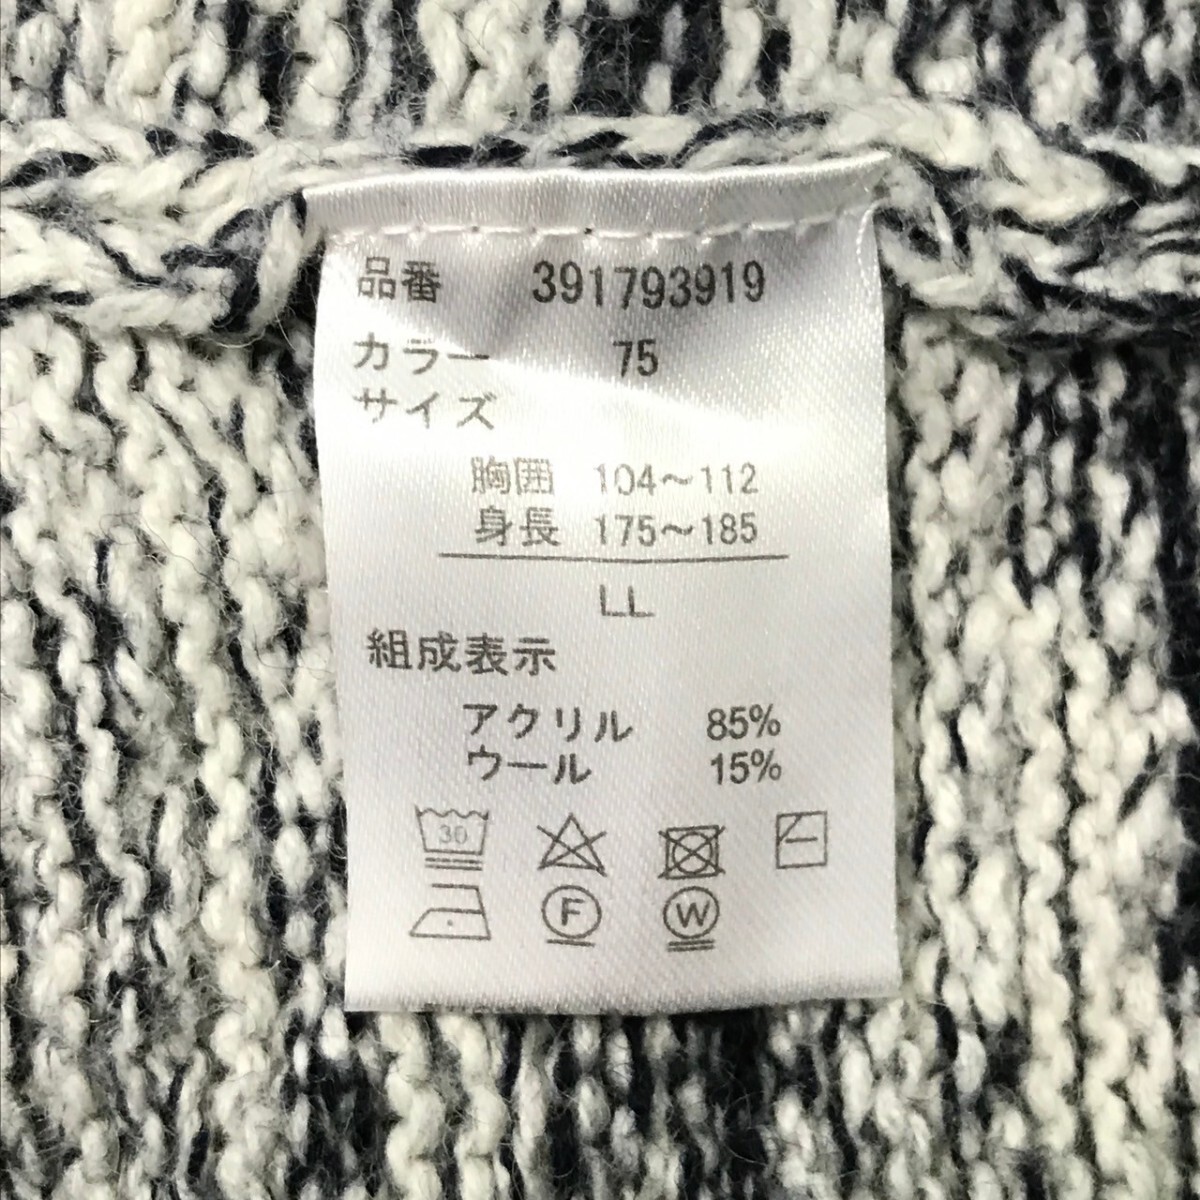 品番 391793919
カラー 75
サイズ
胸囲 104～112
身長 175～185
LL
組成表示
アクリル 85%
ウール 15%
30
F W